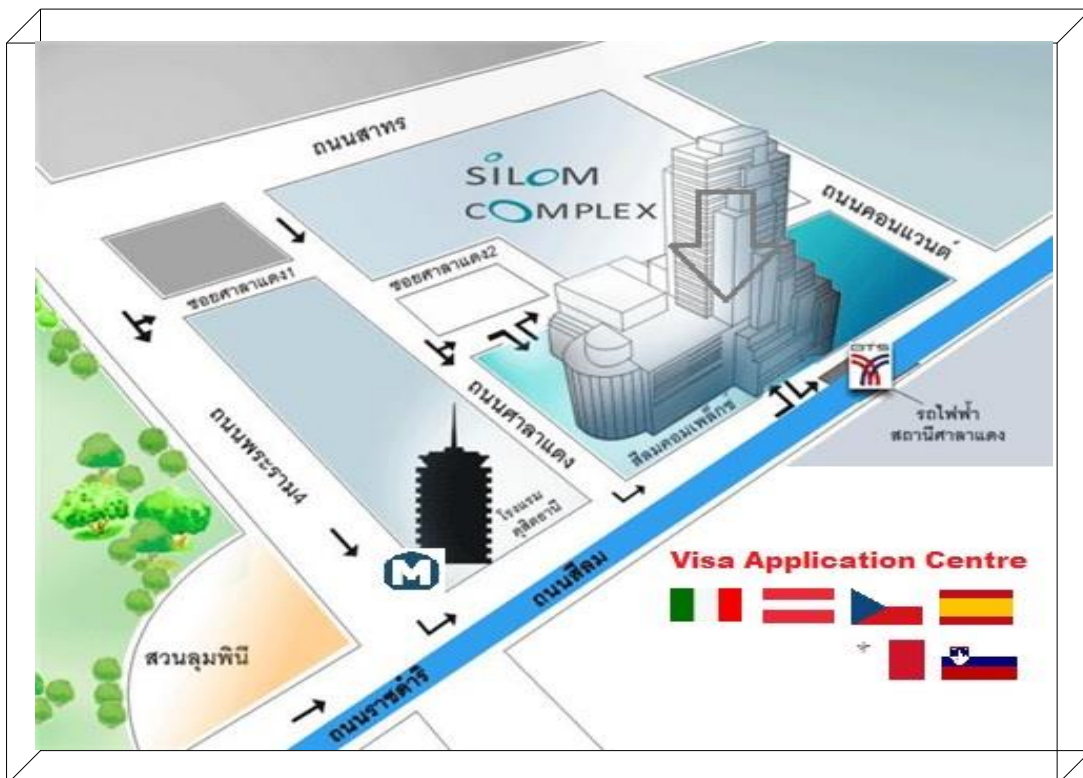 ถนนสาทร
SILOM
COMPLEX
ถนนคอนแวนต์
ซอยศาลาแดง1
ซอยศาลาแดง2
BTS
รถไฟฟ้า
สถานีศาลาแดง
สีลมคอมเพล็กซ์
ถนนศาลาแดง
ถนนพระราม4
โรงแรม
ดุสิตธานี
M
ถนนสีลม
Visa Application Centre
สวนลุมพินี
ถนนราชดำริ